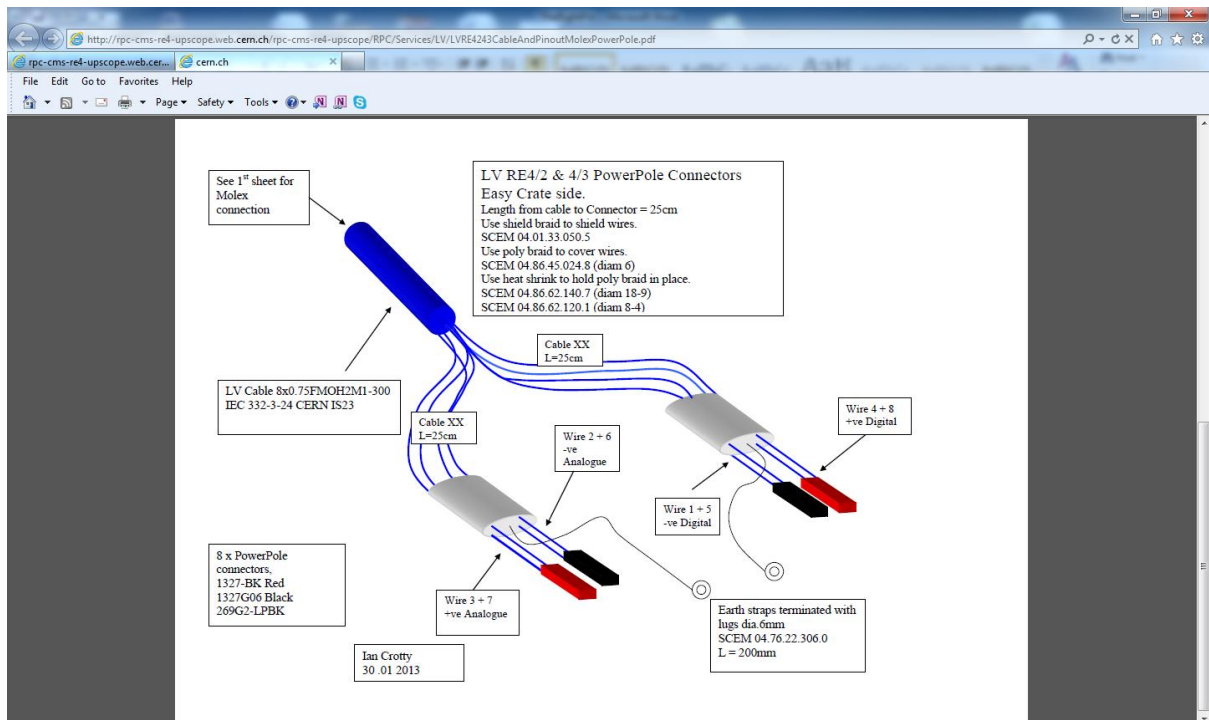 http://rpc-cms-re4-upscope.web.cern.ch/rpc-cms-re4-upscope/RPC/Services/LV/LVRE4243CableAndPinoutMolexPowerPole.pdf
rpc-cms-re4-upscope.web.cer...
cern.ch
File Edit Go to Favorites Help
Page Safety Tools
See 1st sheet for
Molex
connection
LV RE4/2 & 4/3 PowerPole Connectors
Easy Crate side.
Length from cable to Connector = 25cm
Use shield braid to shield wires.
SCEM 04.01.33.050.5
Use poly braid to cover wires.
SCEM 04.86.45.024.8 (diam 6)
Use heat shrink to hold poly braid in place.
SCEM 04.86.62.140.7 (diam 18-9)
SCEM 04.86.62.120.1 (diam 8-4)
Cable XX
L=25cm
LV Cable 8x0.75FMOH2M1-300
IEC 332-3-24 CERN IS23
Cable XX
L=25cm
Wire 4 + 8
+ve Digital
Wire 2 + 6
-ve
Analogue
Wire 1 + 5
-ve Digital
8 x PowerPole
connectors,
1327-BK Red
1327G06 Black
269G2-LPBK
Wire 3 + 7
+ve Analogue
Earth straps terminated with
lugs dia.6mm
SCEM 04.76.22.306.0
L = 200mm
Ian Crotty
30 .01 2013